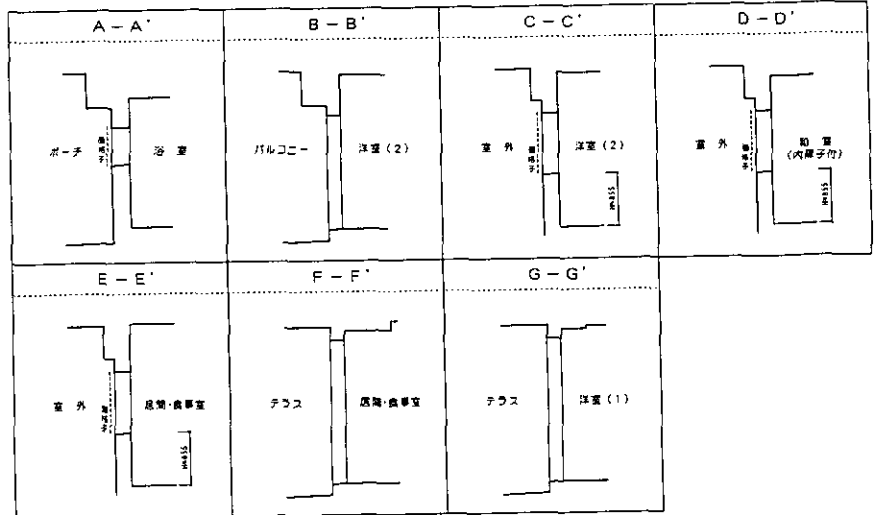 A－A'
B－B'
C－C'
D－D'
ポーチ
面格子
浴室
バルコニー
洋室(2)
室外
面格子
洋室(2)
室外
面格子
和室
(内障子付)
E－E'
F－F'
G－G'
室外
面格子
居間・食事室
テラス
居間・食事室
テラス
洋室(1)